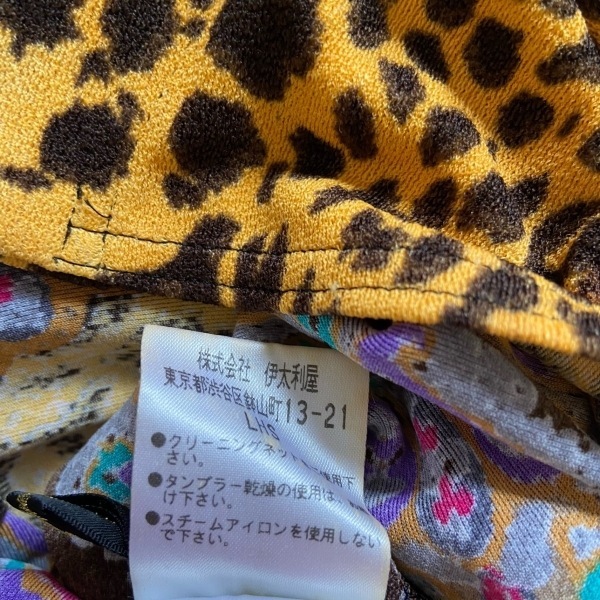 株式会社 伊太利屋
東京都渋谷区鉢山町13-21
LHS
●クリーニングネット 使用下
さい。
●タンブラー乾燥の使用は
け下さい。
●スチームアイロンを使用しない
で下さい。